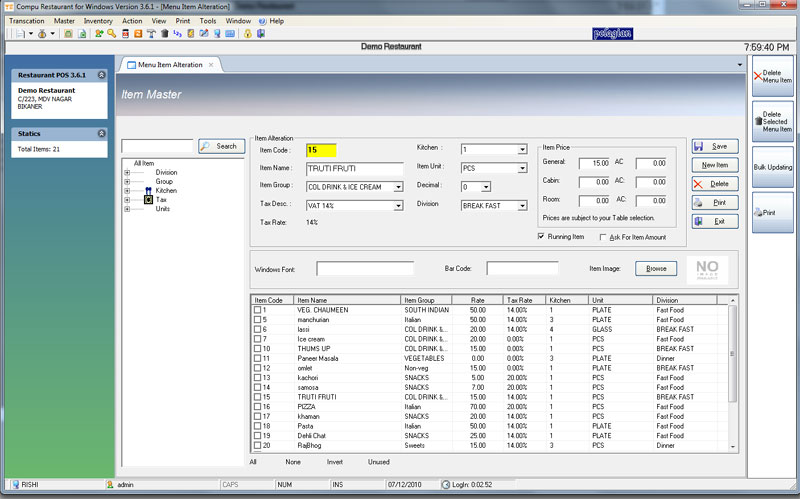 Compu Restaurant for Windows Version 3.6.1 - [Menu Item Alteration]
Transcation Master Inventory Action View Print Tools Window Help
pelagian
Demo Restaurant 7:59:40 PM
Restaurant POS 3.6.1
Demo Restaurant
C/223, MDV NAGAR
BIKANER
Statics
Total Items: 21
Menu Item Alteration
Item Master
Search
All Item
Division
Group
Kitchen
Tax
Units
Item Alteration
Item Code : 15
Item Name : TRUTI FRUTI
Item Group : COL DRINK & ICE CREAM
Tax Desc. : VAT 14%
Tax Rate: 14%
Kitchen : 1
Item Unit : PCS
Decimal : 0
Division BREAK FAST
Item Price
General: 15.00 AC: 0.00
Cabin: 0.00 AC: 0.00
Room: 0.00 AC: 0.00
Prices are subject to your Table selection.
Running Item Ask For Item Amount
Save
New Item
Delete
Print
Exit
Delete Menu Item
Delete Selected Menu Item
Bulk Updating
Print
Windows Font: Bar Code: Item Image: Browse NO IMAGE
Item Code Item Name Item Group Rate Tax Rate Kitchen Unit Division
1 VEG. CHAUMEEN SOUTH INDIAN 50.00 14.00% 1 PLATE Fast Food
5 manchurian Italian 50.00 14.00% 3 PLATE Fast Food
6 lassi COL DRINK &... 20.00 14.00% 4 GLASS BREAK FAST
7 Ice cream COL DRINK &... 20.00 0.00% 1 PCS Fast Food
10 THUMS UP COL DRINK &... 15.00 0.00% 1 PCS BREAK FAST
11 Paneer Masala VEGETABLES 0.00 0.00% 3 PLATE Dinner
12 omlet Non-veg 15.00 0.00% 1 PLATE BREAK FAST
13 kachori SNACKS 5.00 20.00% 1 PCS Fast Food
14 samosa SNACKS 7.00 20.00% 1 PCS Fast Food
15 TRUTI FRUTI COL DRINK &... 15.00 14.00% 1 PCS BREAK FAST
16 PIZZA Italian 70.00 20.00% 1 PCS Fast Food
17 khaman SNACKS 20.00 14.00% 1 PCS Fast Food
18 Pasta Italian 20.00 14.00% 1 PLATE Fast Food
19 Dehli Chat SNACKS 25.00 14.00% 1 PLATE Fast Food
20 RajBhog Sweets 15.00 14.00% 3 PCS Dinner
All None Invert Unused
RISHI admin CAPS NUM INS 07/12/2010 LogIn: 0:02.52